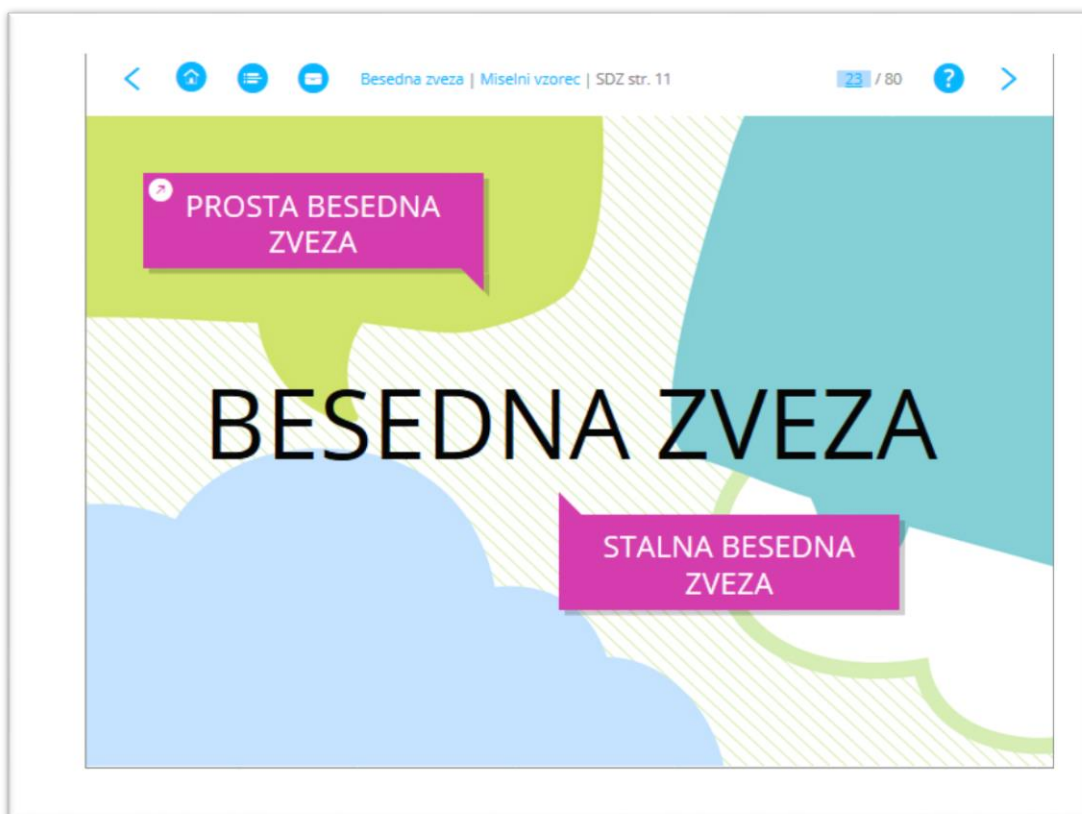 Besedna zveza | Miselni vzorec | SDZ str. 11
23 / 80
?
PROSTA BESEDNA
ZVEZA
BESEDNA ZVEZA
STALNA BESEDNA
ZVEZA